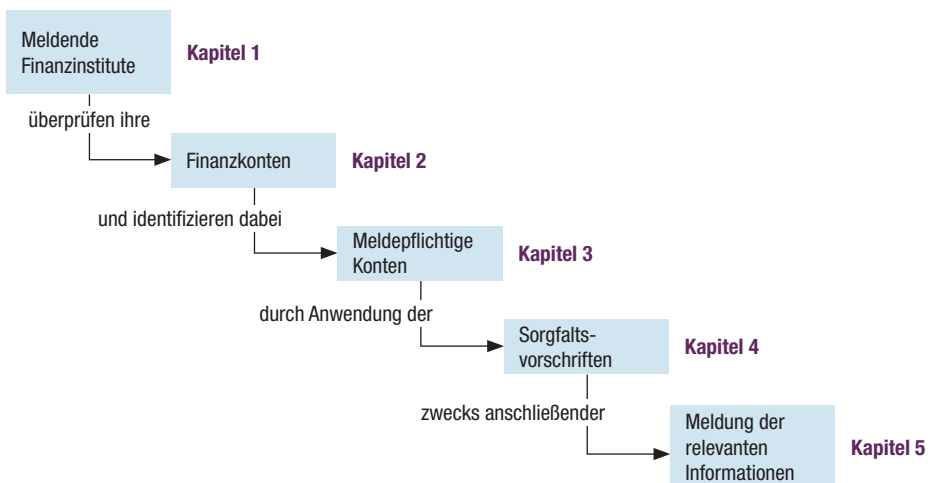 Meldende
Finanzinstitute
Kapitel 1
überprüfen ihre
Finanzkonten
Kapitel 2
und identifizieren dabei
Meldepflichtige
Konten
Kapitel 3
durch Anwendung der
Sorgfalts-
vorschriften
Kapitel 4
zwecks anschließender
Meldung der
relevanten
Informationen
Kapitel 5